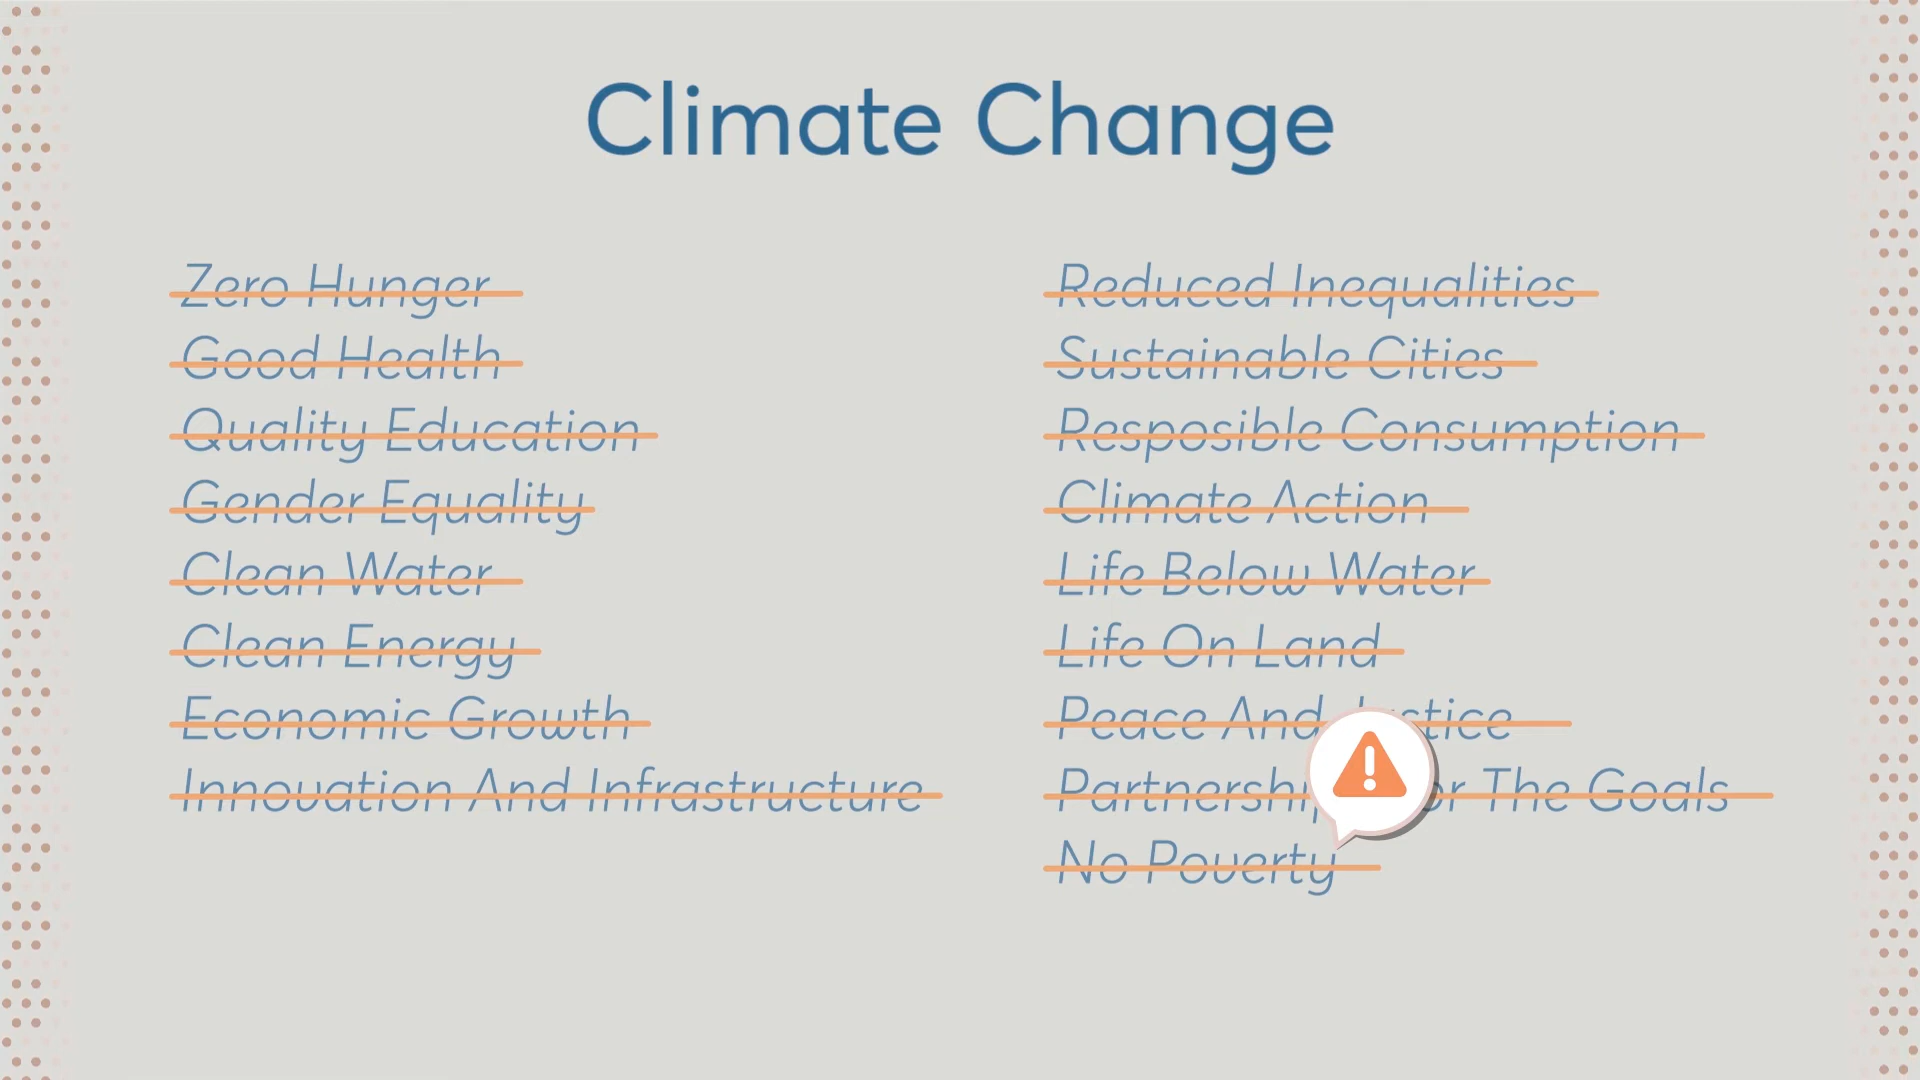 Climate Change
Zero Hunger
Good Health
Quality Education
Gender Equality
Clean Water
Clean Energy
Economic Growth
Innovation And Infrastructure
Reduced Inequalities
Sustainable Cities
Resposible Consumption
Climate Action
Life Below Water
Life On Land
Peace And Justice
The Goals
No Poverty